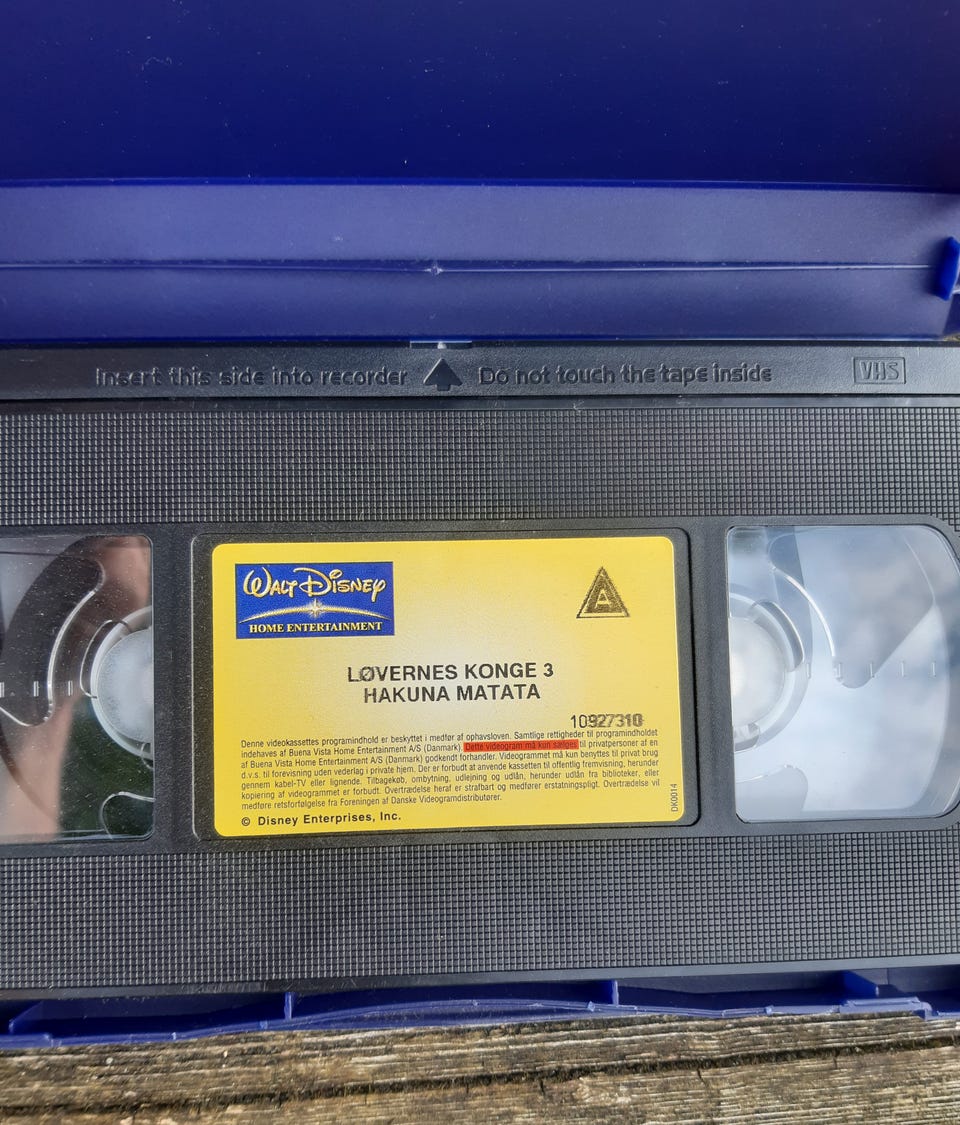 Insert this side into recorder Do not touch the tape inside VHS
WALT DISNEY
HOME ENTERTAINMENT
A
LØVERNES KONGE 3
HAKUNA MATATA
10927310
Denne videokassettes programindhold er beskyttet i medfør af ophavsloven. Samtlige rettigheder til programindholdet
indehaves af Buena Vista Home Entertainment A/S (Danmark). Dette videogram må kun sælges til privatpersoner af en
af Buena Vista Home Entertainment A/S (Danmark) godkendt forhandler. Videogrammet må kun benyttes til privat brug
d.v.s. til forevisning uden vederlag i private hjem. Der er forbudt at anvende kassetten til offentlig fremvisning, herunder
gennem kabel-TV eller lignende. Tilbagekøb, ombytning, udlejning og udlån, herunder udlån fra biblioteker, eller
kopiering af videogrammet er forbudt. Overtrædelse heraf er strafbart og medfører erstatningspligt. Overtrædelse vil
medføre retsforfølgelse fra Foreningen af Danske Videogramdistributører.
DK0014
© Disney Enterprises, Inc.